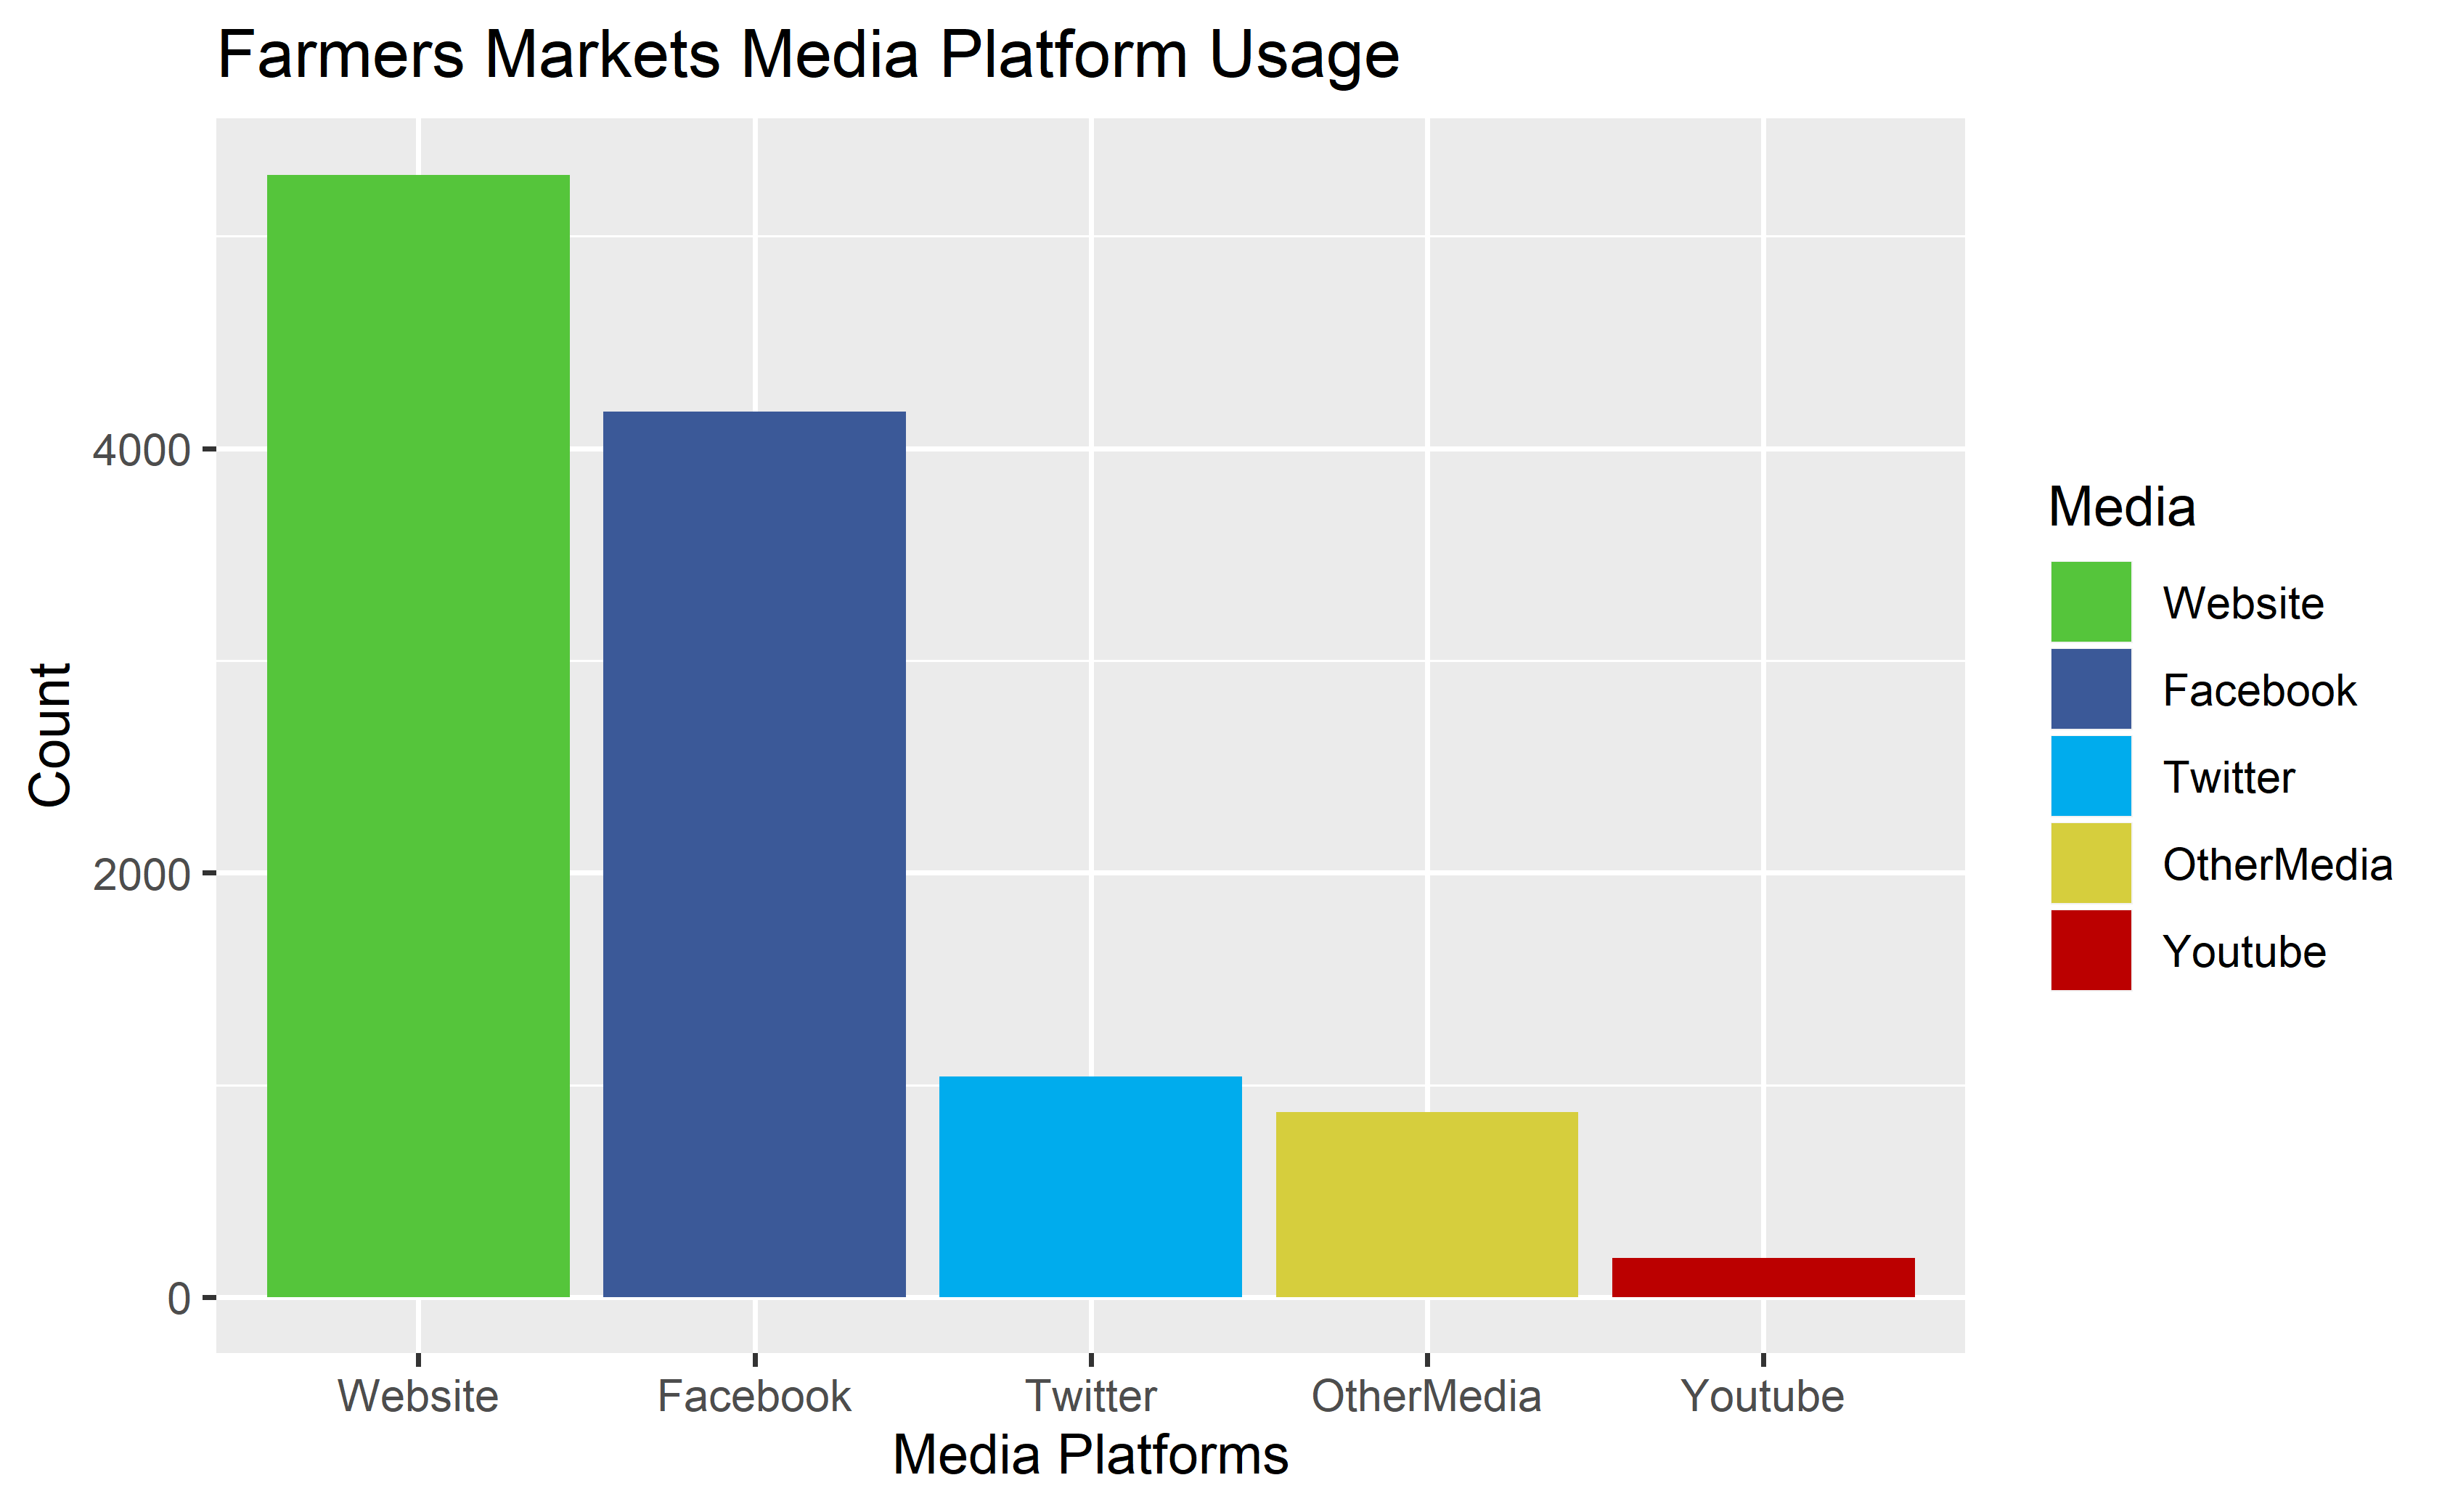 Farmers Markets Media Platform Usage
Count
4000
2000
0
Website Facebook Twitter OtherMedia Youtube
Media Platforms
Media
Website
Facebook
Twitter
OtherMedia
Youtube